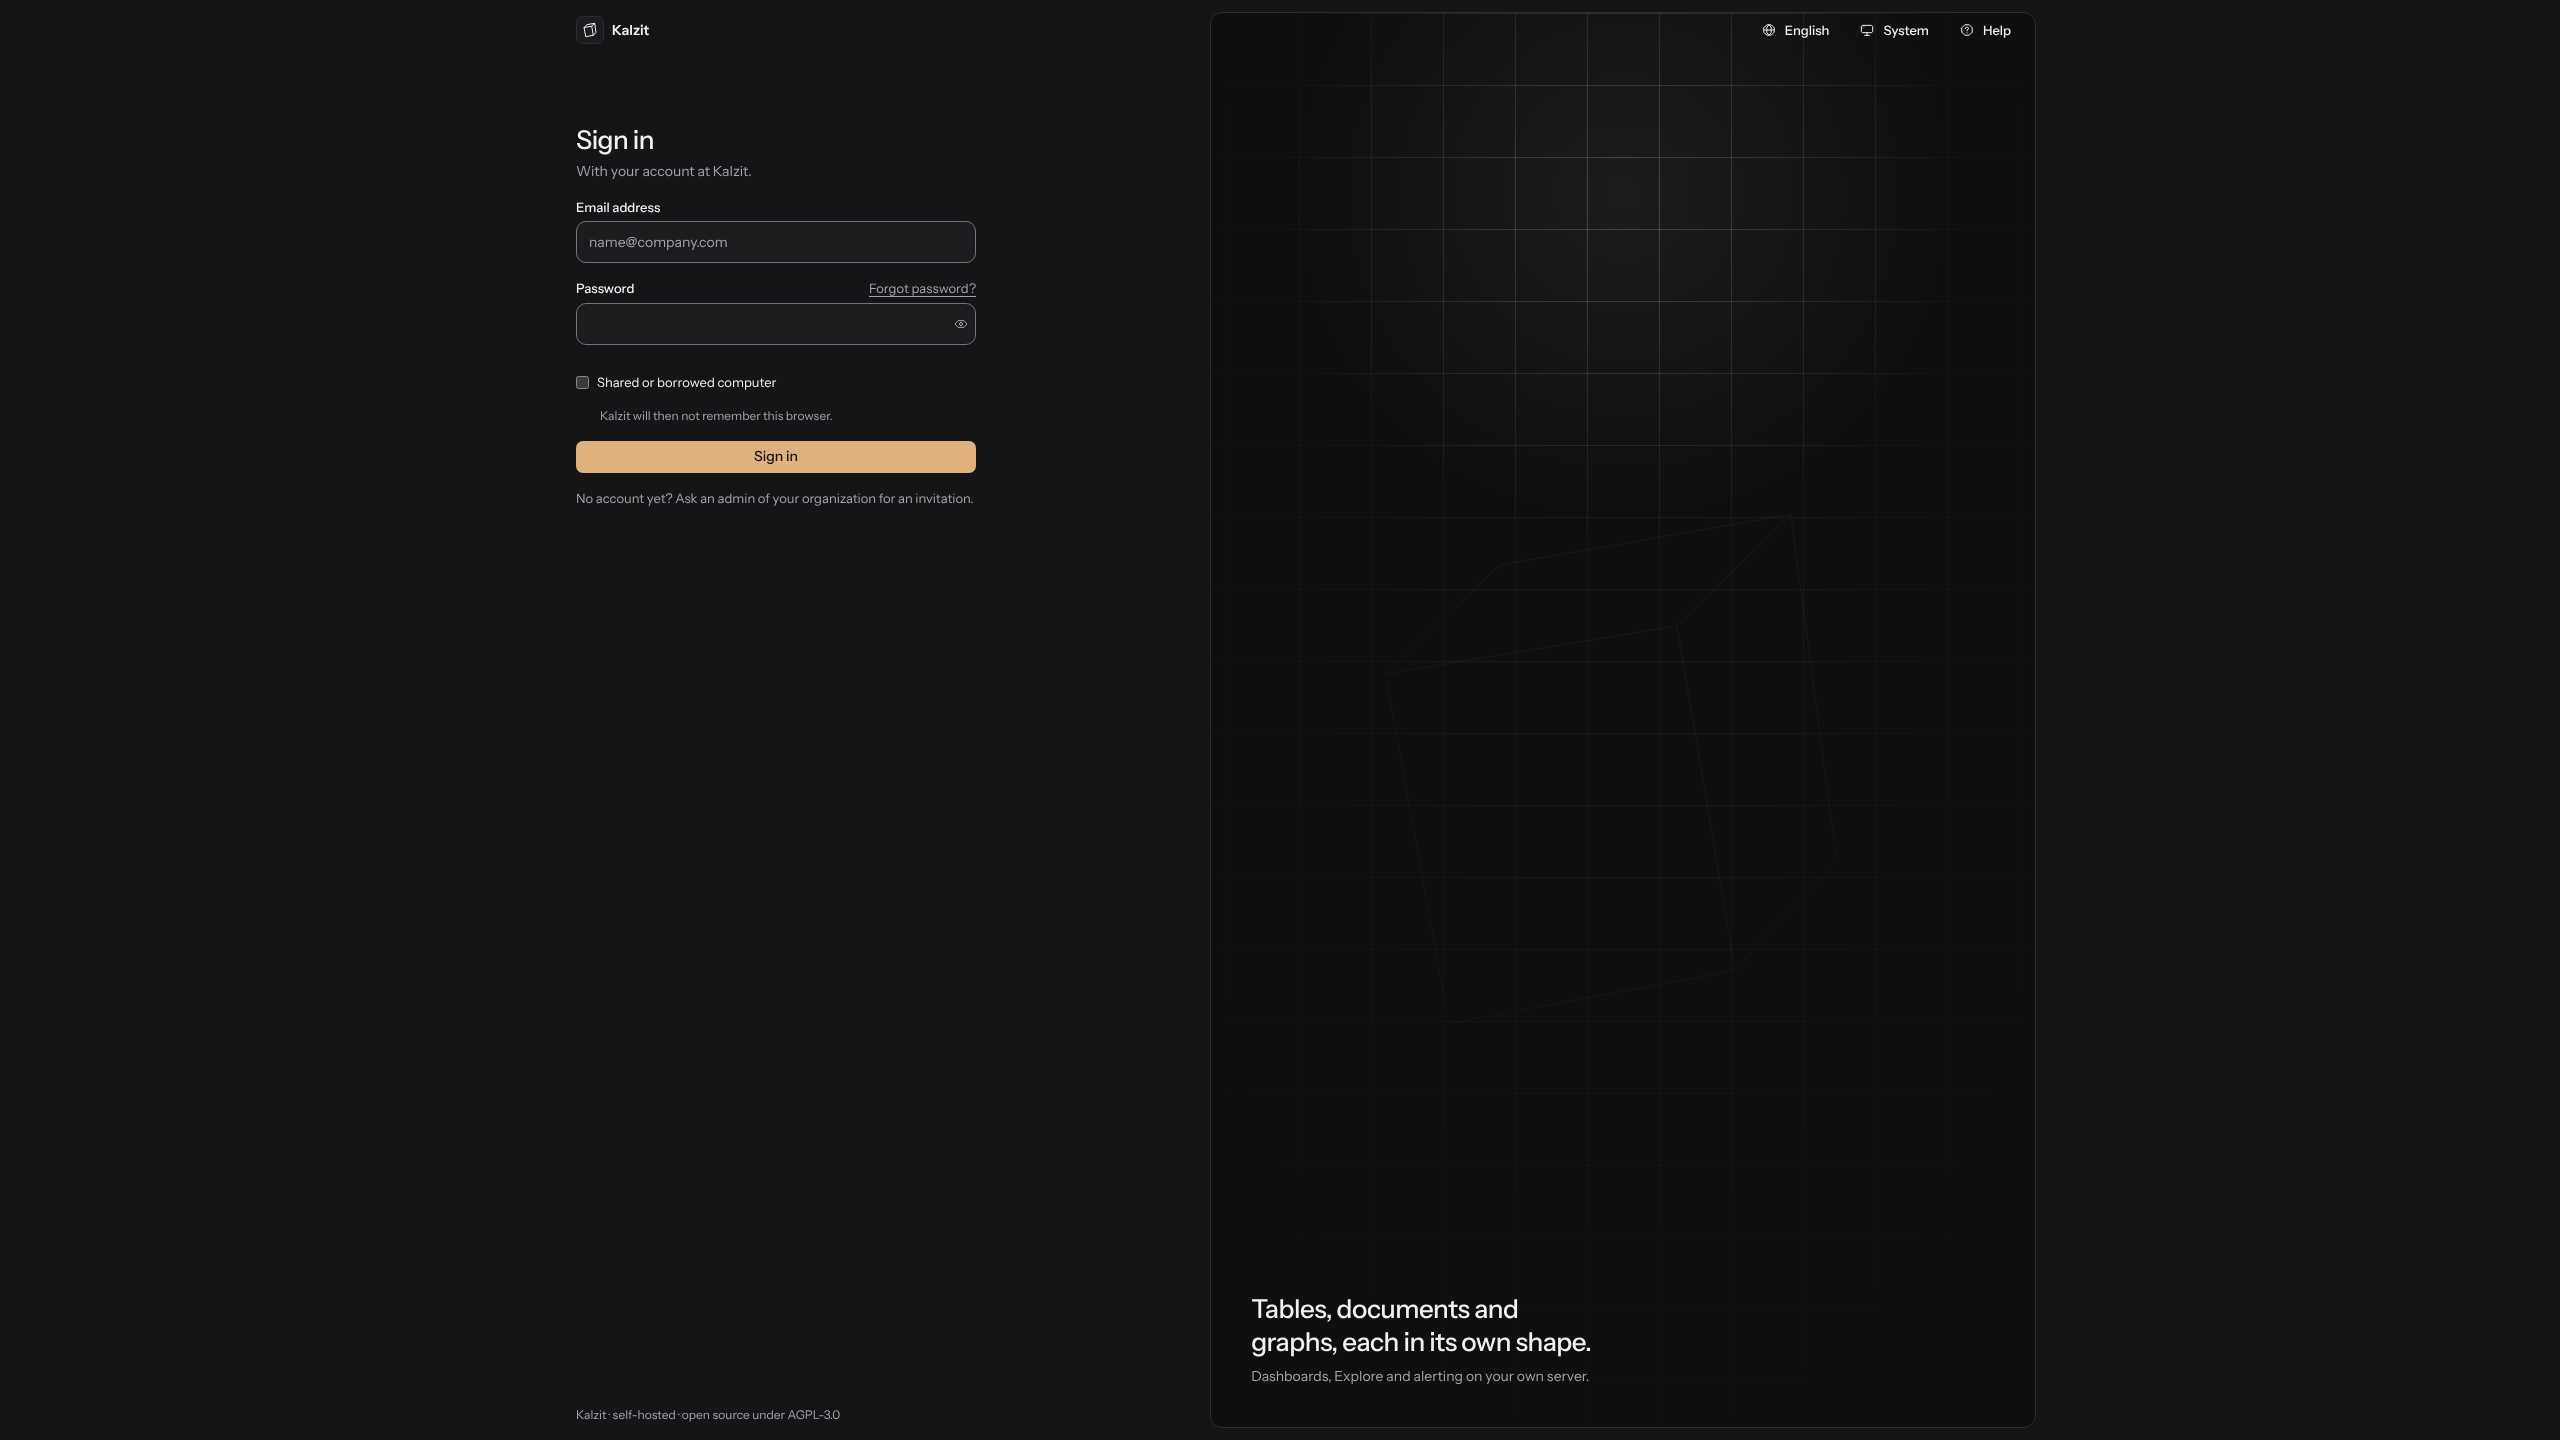 Kalzit
English
System
Help
Sign in
With your account at Kalzit.
Email address
name@company.com
Password
Forgot password?
Shared or borrowed computer
Kalzit will then not remember this browser.
Sign in
No account yet? Ask an admin of your organization for an invitation.
Tables, documents and
graphs, each in its own shape.
Dashboards, Explore and alerting on your own server.
Kalzit · self-hosted · open source under AGPL-3.0